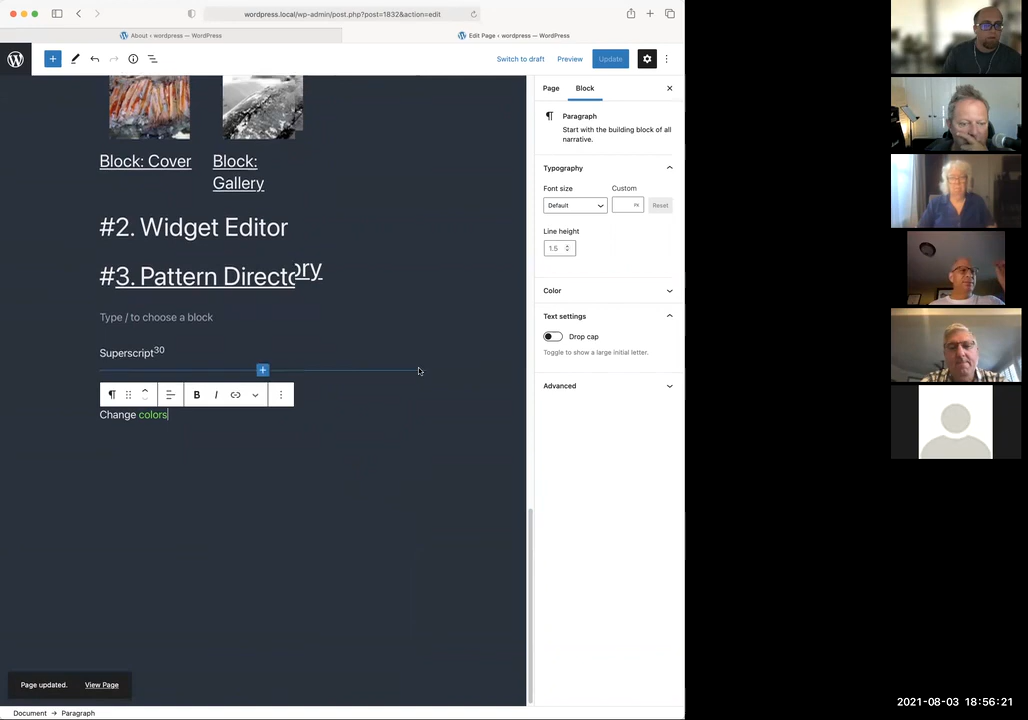 wordpress.local/wp-admin/post.php?post=1832&action=edit
About ‹ wordpress — WordPress
Edit Page ‹ wordpress — WordPress
Switch to draft
Preview
Update
Page
Block
Paragraph
Start with the building block of all
narrative.
Typography
Font size
Custom
Default
PX
Reset
Line height
1.5
Color
Text settings
Drop cap
Toggle to show a large initial letter.
Advanced
Block: Cover
Block:
Gallery
#2. Widget Editor
#3. Pattern Directory
Type / to choose a block
Superscript30
B I
Change colors
Page updated. View Page
Document → Paragraph
2021-08-03 18:56:21